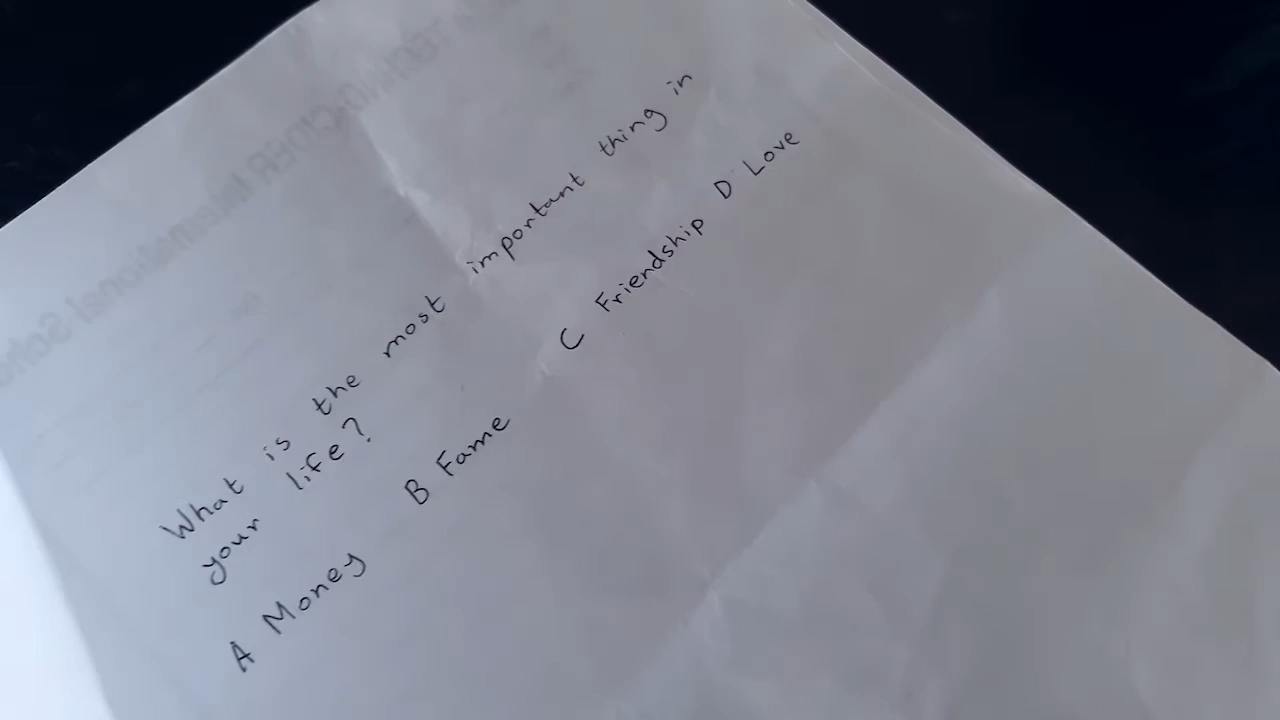 What is the most important thing in
your life?
A Money B Fame C Friendship D Love